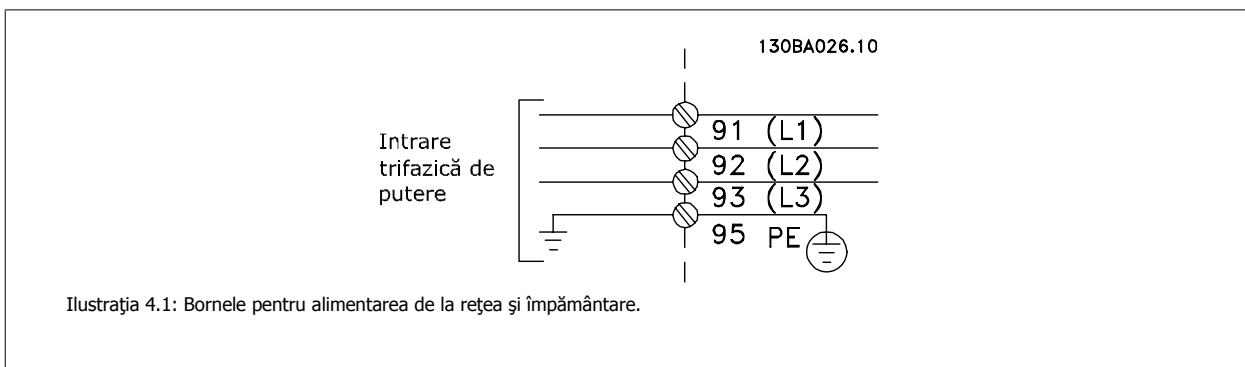 130BA026.10
Intrare
trifazică de
putere
91 (L1)
92 (L2)
93 (L3)
95 PE
Ilustraţia 4.1: Bornele pentru alimentarea de la reţea şi împământare.